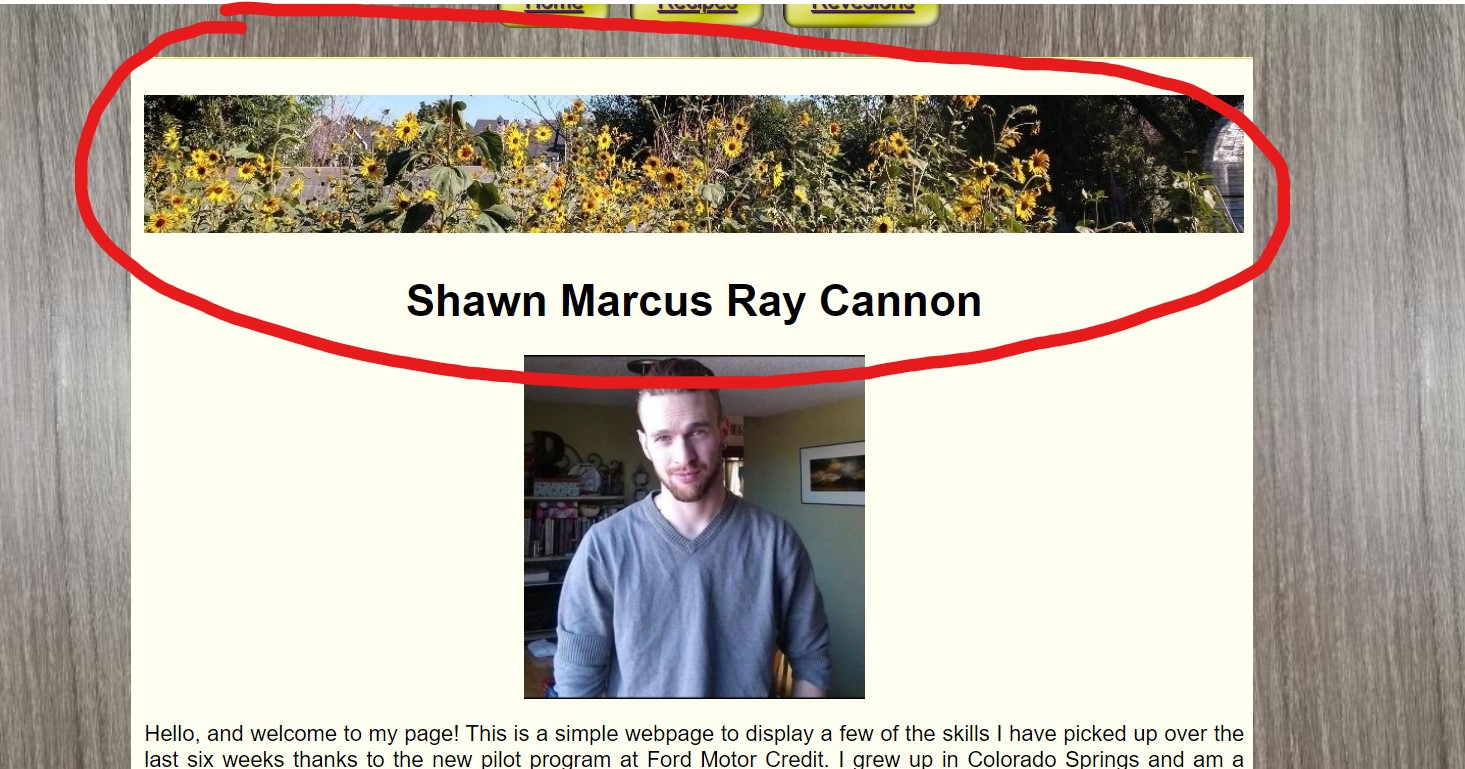 Home Recipes Revesions
Shawn Marcus Ray Cannon
Hello, and welcome to my page! This is a simple webpage to display a few of the skills I have picked up over the
last six weeks thanks to the new pilot program at Ford Motor Credit. I grew up in Colorado Springs and am a